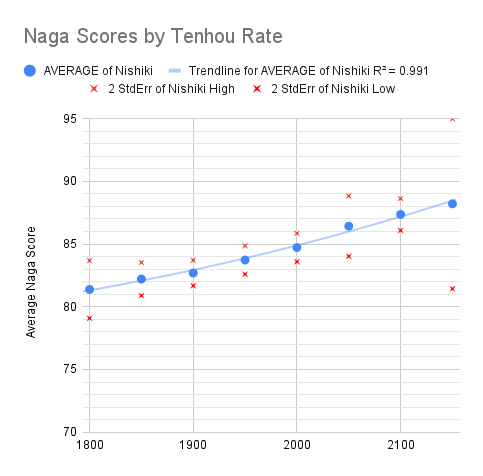 Naga Scores by Tenhou Rate
AVERAGE of Nishiki Trendline for AVERAGE of Nishiki R² = 0.991
2 StdErr of Nishiki High 2 StdErr of Nishiki Low
Average Naga Score
95
90
85
80
75
70
1800 1900 2000 2100